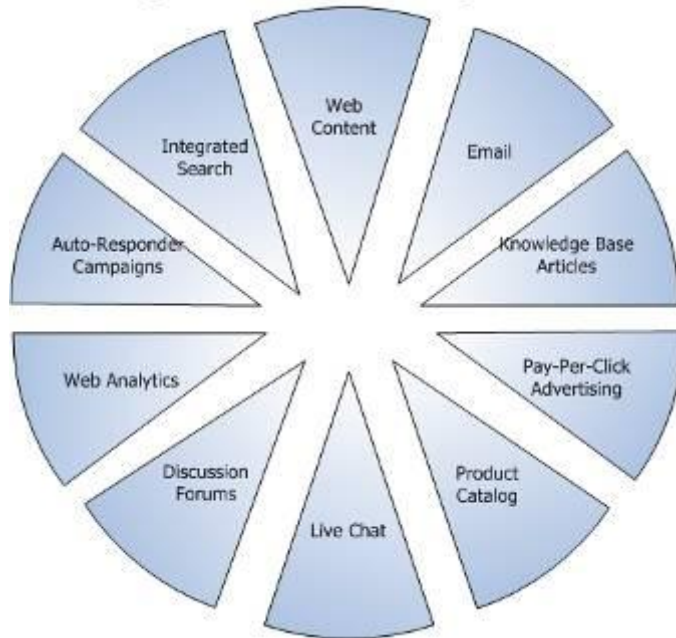 Web
Content
Email
Knowledge Base
Articles
Pay-Per-Click
Advertising
Product
Catalog
Live Chat
Discussion
Forums
Web Analytics
Auto-Responder
Campaigns
Integrated
Search